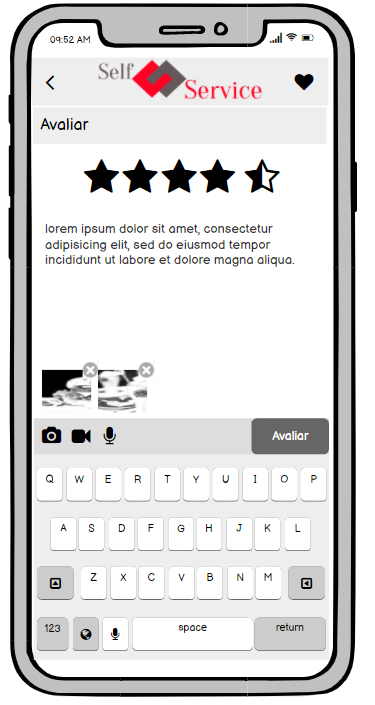 09:52 AM
Self
Service
Avaliar
lorem ipsum dolor sit amet, consectetur
adipisicing elit, sed do eiusmod tempor
incididunt ut labore et dolore magna aliqua.
Avaliar
Q W E R T Y U I O P
A S D F G H J K L
Z X C V B N M
123 space return